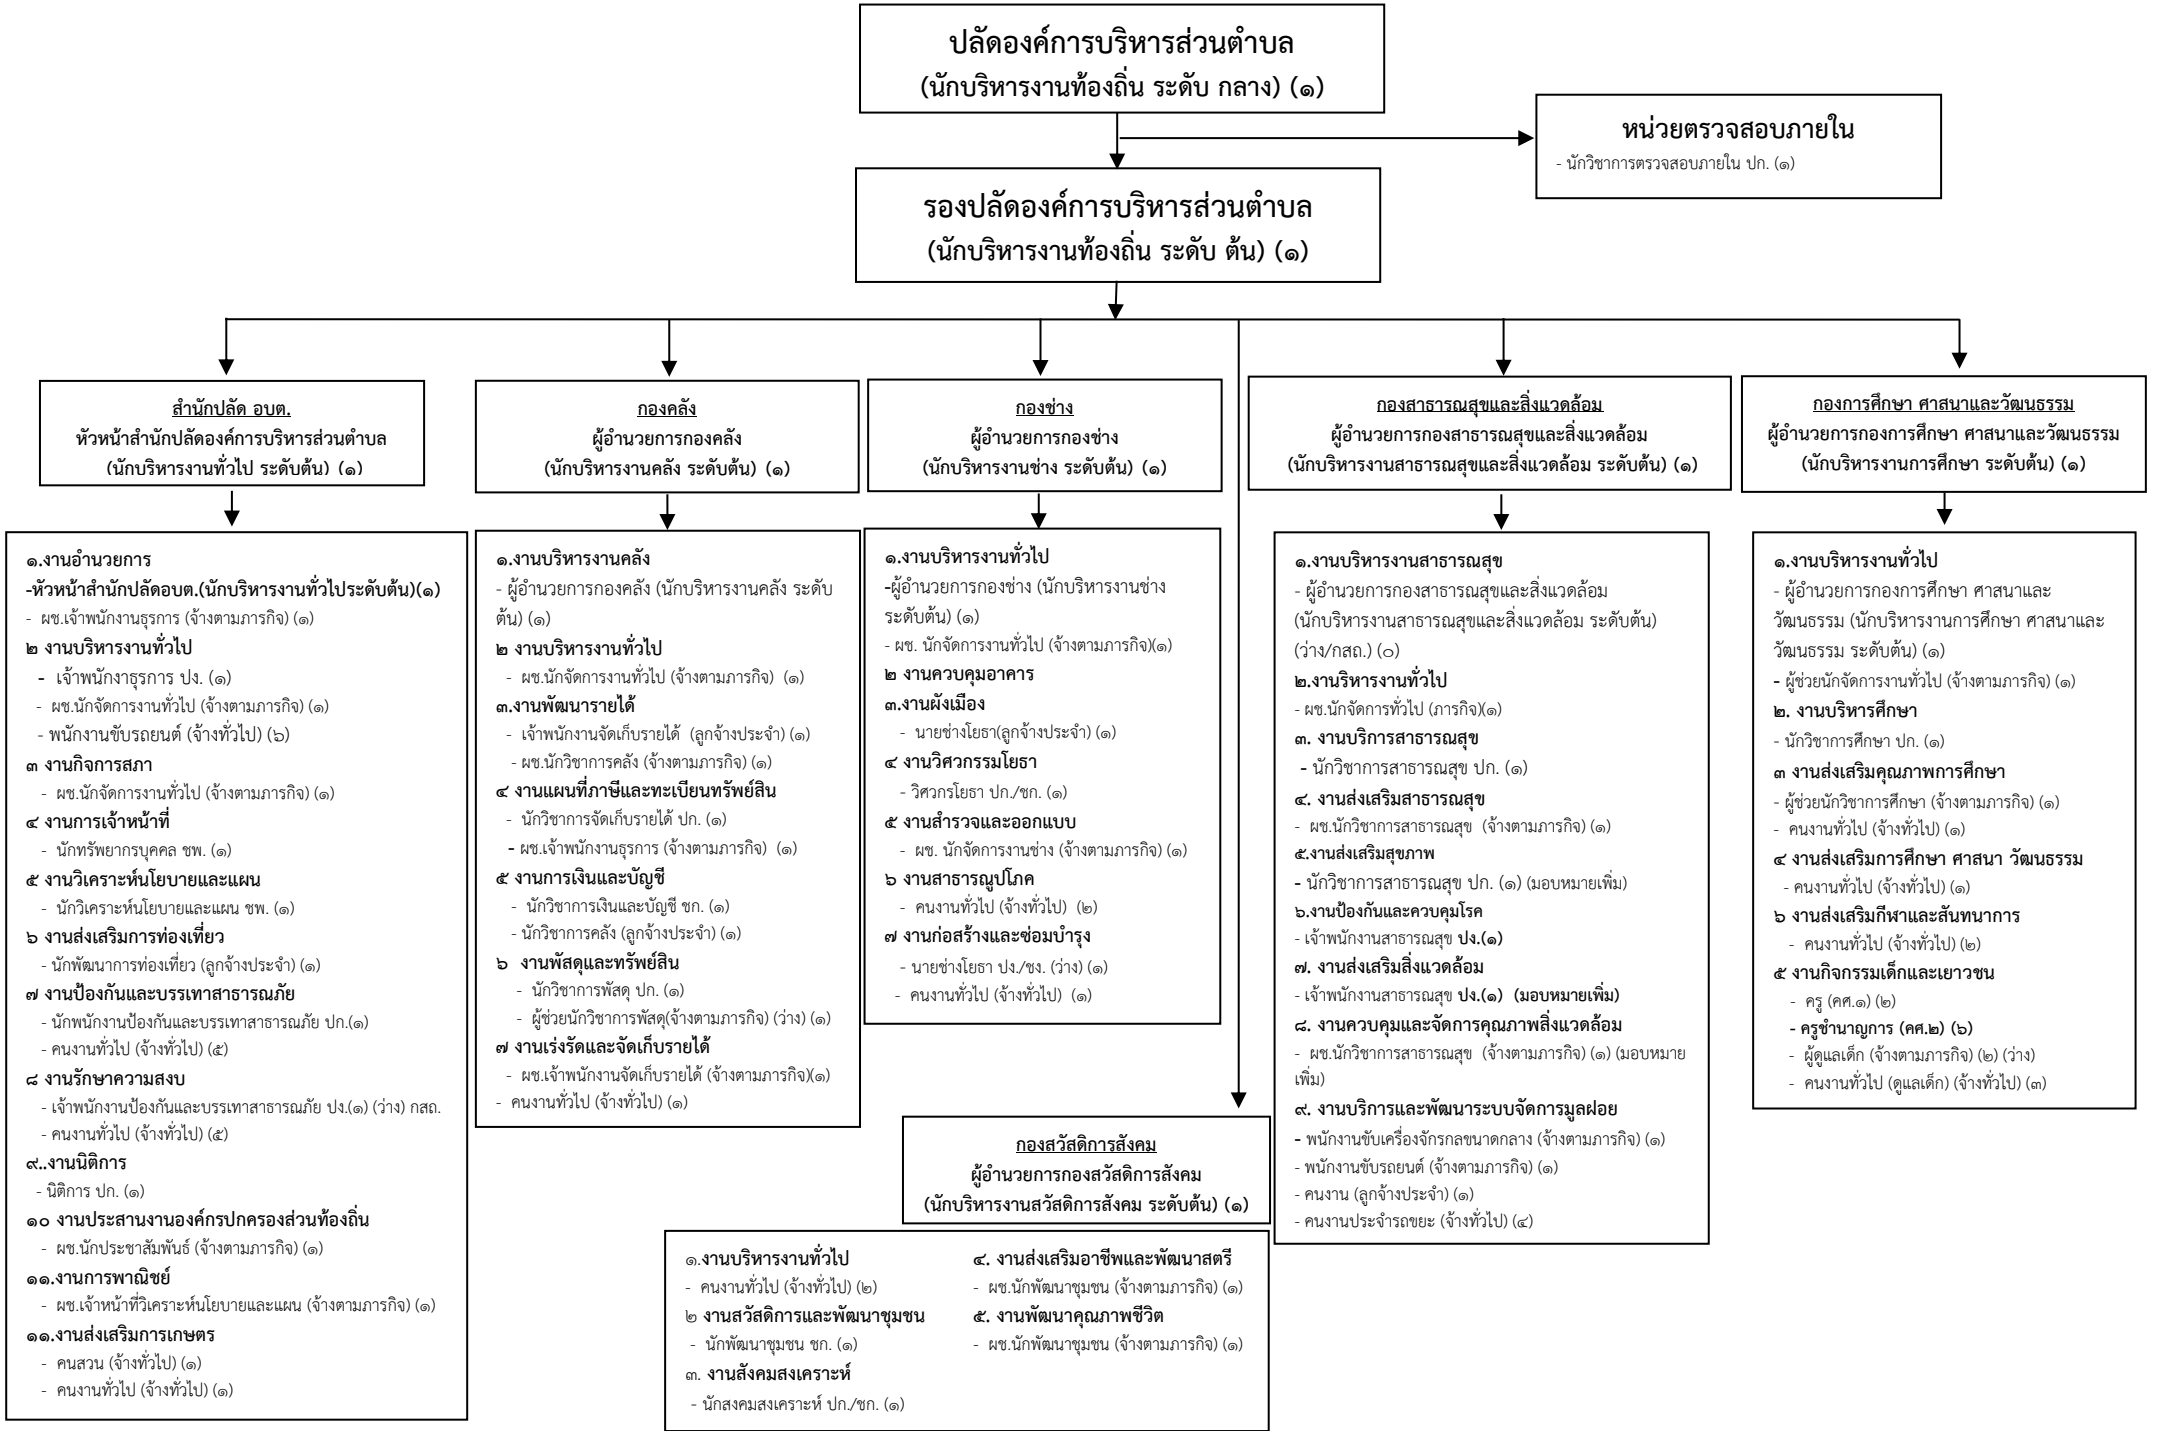 ปลัดองค์การบริหารส่วนตำบล
(นักบริหารงานท้องถิ่น ระดับ กลาง) (๑)
หน่วยตรวจสอบภายใน
- นักวิชาการตรวจสอบภายใน ปก. (๑)
รองปลัดองค์การบริหารส่วนตำบล
(นักบริหารงานท้องถิ่น ระดับ ต้น) (๑)
สำนักปลัด อบต.
หัวหน้าสำนักปลัดองค์การบริหารส่วนตำบล
(นักบริหารงานทั่วไป ระดับต้น) (๑)
กองคลัง
ผู้อำนวยการกองคลัง
(นักบริหารงานคลัง ระดับต้น) (๑)
กองช่าง
ผู้อำนวยการกองช่าง
(นักบริหารงานช่าง ระดับต้น) (๑)
กองสาธารณสุขและสิ่งแวดล้อม
ผู้อำนวยการกองสาธารณสุขและสิ่งแวดล้อม
(นักบริหารงานสาธารณสุขและสิ่งแวดล้อม ระดับต้น) (๑)
กองการศึกษา ศาสนาและวัฒนธรรม
ผู้อำนวยการกองการศึกษา ศาสนาและวัฒนธรรม
(นักบริหารงานการศึกษา ระดับต้น) (๑)
๑.งานอำนวยการ
-หัวหน้าสำนักปลัดอบต.(นักบริหารงานทั่วไประดับต้น)(๑)
- ผช.เจ้าพนักงานธุรการ (จ้างตามภารกิจ) (๑)
๒ งานบริหารงานทั่วไป
- เจ้าพนักงาธุรการ ปง. (๑)
- ผช.นักจัดการงานทั่วไป (จ้างตามภารกิจ) (๑)
- พนักงานขับรถยนต์ (จ้างทั่วไป) (๖)
๓ งานกิจการสภา
- ผช.นักจัดการงานทั่วไป (จ้างตามภารกิจ) (๑)
๔ งานการเจ้าหน้าที่
- นักทรัพยากรบุคคล ชพ. (๑)
๕ งานวิเคราะห์นโยบายและแผน
- นักวิเคราะห์นโยบายและแผน ชพ. (๑)
๖ งานส่งเสริมการท่องเที่ยว
- นักพัฒนาการท่องเที่ยว (ลูกจ้างประจำ) (๑)
๗ งานป้องกันและบรรเทาสาธารณภัย
- นักพนักงานป้องกันและบรรเทาสาธารณภัย ปก.(๑)
- คนงานทั่วไป (จ้างทั่วไป) (๕)
๘ งานรักษาความสงบ
- เจ้าพนักงานป้องกันและบรรเทาสาธารณภัย ปง.(๑) (ว่าง) กสถ.
- คนงานทั่วไป (จ้างทั่วไป) (๕)
๙..งานนิติการ
- นิติการ ปก. (๑)
๑๐ งานประสานงานองค์กรปกครองส่วนท้องถิ่น
- ผช.นักประชาสัมพันธ์ (จ้างตามภารกิจ) (๑)
๑๑.งานการพาณิชย์
- ผช.เจ้าหน้าที่วิเคราะห์นโยบายและแผน (จ้างตามภารกิจ) (๑)
๑๑.งานส่งเสริมการเกษตร
- คนสวน (จ้างทั่วไป) (๑)
- คนงานทั่วไป (จ้างทั่วไป) (๑)
๑.งานบริหารงานคลัง
- ผู้อำนวยการกองคลัง (นักบริหารงานคลัง ระดับ
ต้น) (๑)
๒ งานบริหารงานทั่วไป
- ผช.นักจัดการงานทั่วไป (จ้างตามภารกิจ) (๑)
๓.งานพัฒนารายได้
- เจ้าพนักงานจัดเก็บรายได้ (ลูกจ้างประจำ) (๑)
- ผช.นักวิชาการคลัง (จ้างตามภารกิจ) (๑)
๔ งานแผนที่ภาษีและทะเบียนทรัพย์สิน
- นักวิชาการจัดเก็บรายได้ ปก. (๑)
- ผช.เจ้าพนักงานธุรการ (จ้างตามภารกิจ) (๑)
๕ งานการเงินและบัญชี
- นักวิชาการเงินและบัญชี ชก. (๑)
- นักวิชาการคลัง (ลูกจ้างประจำ) (๑)
๖ งานพัสดุและทรัพย์สิน
- นักวิชาการพัสดุ ปก. (๑)
- ผู้ช่วยนักวิชาการพัสดุ(จ้างตามภารกิจ) (ว่าง) (๑)
๗ งานเร่งรัดและจัดเก็บรายได้
- ผช.เจ้าพนักงานจัดเก็บรายได้ (จ้างตามภารกิจ)(๑)
- คนงานทั่วไป (จ้างทั่วไป) (๑)
๑.งานบริหารงานทั่วไป
-ผู้อำนวยการกองช่าง (นักบริหารงานช่าง
ระดับต้น) (๑)
- ผช. นักจัดการงานทั่วไป (จ้างตามภารกิจ)(๑)
๒ งานควบคุมอาคาร
๓.งานผังเมือง
- นายช่างโยธา(ลูกจ้างประจำ) (๑)
๔ งานวิศวกรรมโยธา
- วิศวกรโยธา ปก./ชก. (๑)
๕ งานสำรวจและออกแบบ
- ผช. นักจัดการงานช่าง (จ้างตามภารกิจ) (๑)
๖ งานสาธารณูปโภค
- คนงานทั่วไป (จ้างทั่วไป) (๒)
๗ งานก่อสร้างและซ่อมบำรุง
- นายช่างโยธา ปง./ชง. (ว่าง) (๑)
- คนงานทั่วไป (จ้างทั่วไป) (๑)
๑.งานบริหารงานสาธารณสุข
- ผู้อำนวยการกองสาธารณสุขและสิ่งแวดล้อม
(นักบริหารงานสาธารณสุขและสิ่งแวดล้อม ระดับต้น)
(ว่าง/กสถ.) (๐)
๒.งานริหารงานทั่วไป
- ผช.นักจัดการทั่วไป (ภารกิจ)(๑)
๓. งานบริการสาธารณสุข
- นักวิชาการสาธารณสุข ปก. (๑)
๔. งานส่งเสริมสาธารณสุข
- ผช.นักวิชาการสาธารณสุข (จ้างตามภารกิจ) (๑)
๕.งานส่งเสริมสุขภาพ
- นักวิชาการสาธารณสุข ปก. (๑) (มอบหมายเพิ่ม)
๖.งานป้องกันและควบคุมโรค
- เจ้าพนักงานสาธารณสุข ปง.(๑)
๗. งานส่งเสริมสิ่งแวดล้อม
- เจ้าพนักงานสาธารณสุข ปง.(๑) (มอบหมายเพิ่ม)
๘. งานควบคุมและจัดการคุณภาพสิ่งแวดล้อม
- ผช.นักวิชาการสาธารณสุข (จ้างตามภารกิจ) (๑) (มอบหมาย
เพิ่ม)
๙. งานบริการและพัฒนาระบบจัดการมูลฝอย
- พนักงานขับเครื่องจักรกลขนาดกลาง (จ้างตามภารกิจ) (๑)
- พนักงานขับรถยนต์ (จ้างตามภารกิจ) (๑)
- คนงาน (ลูกจ้างประจำ) (๑)
- คนงานประจำรถขยะ (จ้างทั่วไป) (๔)
๑.งานบริหารงานทั่วไป
- ผู้อำนวยการกองการศึกษา ศาสนาและ
วัฒนธรรม (นักบริหารงานการศึกษา ศาสนาและ
วัฒนธรรม ระดับต้น) (๑)
- ผู้ช่วยนักจัดการงานทั่วไป (จ้างตามภารกิจ) (๑)
๒. งานบริหารศึกษา
- นักวิชาการศึกษา ปก. (๑)
๓ งานส่งเสริมคุณภาพการศึกษา
- ผู้ช่วยนักวิชาการศึกษา (จ้างตามภารกิจ) (๑)
- คนงานทั่วไป (จ้างทั่วไป) (๑)
๔ งานส่งเสริมการศึกษา ศาสนา วัฒนธรรม
- คนงานทั่วไป (จ้างทั่วไป) (๑)
๖ งานส่งเสริมกีฬาและสันทนาการ
- คนงานทั่วไป (จ้างทั่วไป) (๒)
๕ งานกิจกรรมเด็กและเยาวชน
- ครู (คศ.๑) (๒)
- ครูชำนาญการ (คศ.๒) (๖)
- ผู้ดูแลเด็ก (จ้างตามภารกิจ) (๒) (ว่าง)
- คนงานทั่วไป (ดูแลเด็ก) (จ้างทั่วไป) (๓)
กองสวัสดิการสังคม
ผู้อำนวยการกองสวัสดิการสังคม
(นักบริหารงานสวัสดิการสังคม ระดับต้น) (๑)
๑.งานบริหารงานทั่วไป
- คนงานทั่วไป (จ้างทั่วไป) (๒)
๒ งานสวัสดิการและพัฒนาชุมชน
- นักพัฒนาชุมชน ชก. (๑)
๓. งานสังคมสงเคราะห์
- นักสงคมสงเคราะห์ ปก./ชก. (๑)
๔. งานส่งเสริมอาชีพและพัฒนาสตรี
- ผช.นักพัฒนาชุมชน (จ้างตามภารกิจ) (๑)
๕. งานพัฒนาคุณภาพชีวิต
- ผช.นักพัฒนาชุมชน (จ้างตามภารกิจ) (๑)